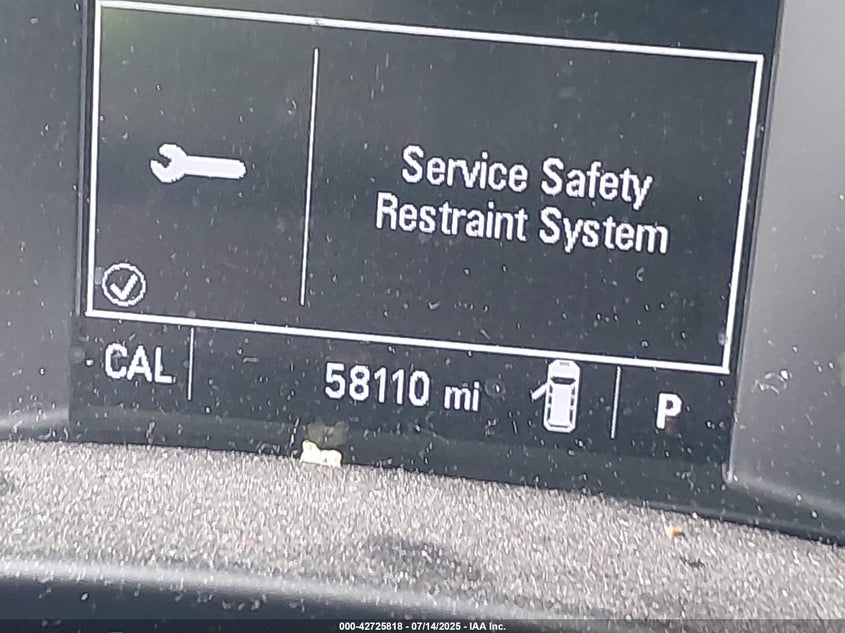 Service Safety
Restraint System
CAL 58110 mi P
000-42725818 - 07/14/2025 - IAA Inc.